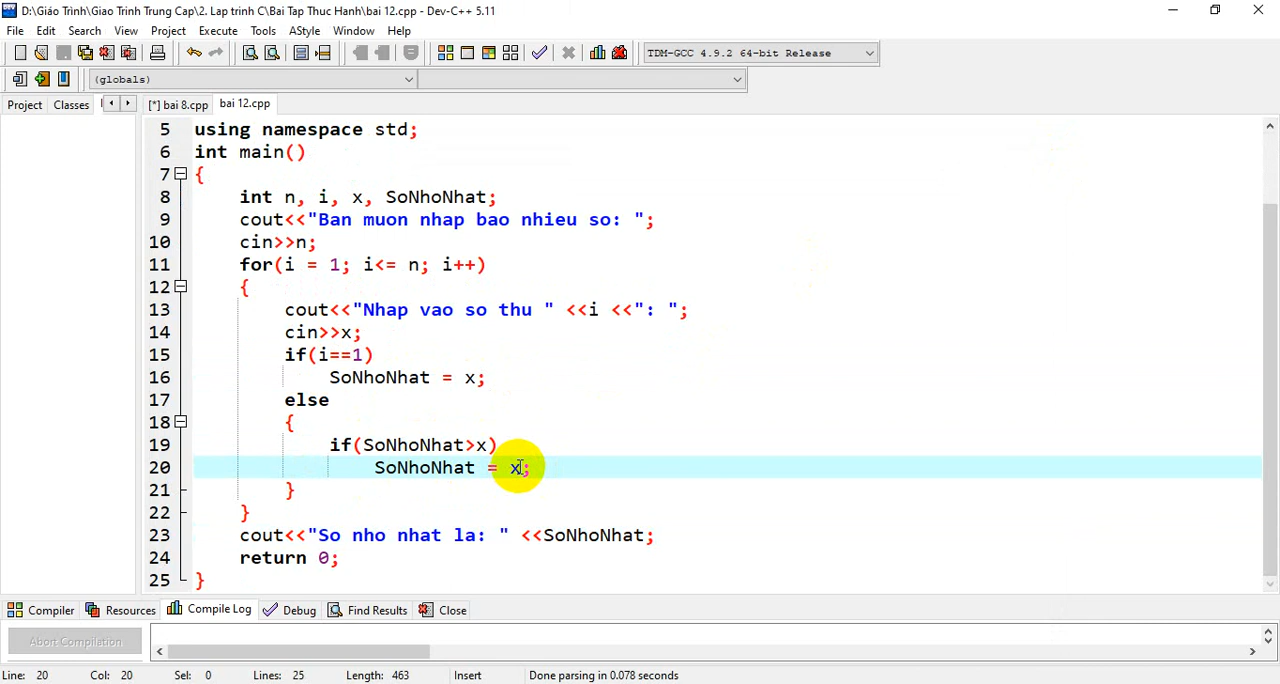 D:\Giáo Trình\Giao Trinh Trung Cap\2. Lap trinh C\Bai Tap Thuc Hanh\bai 12.cpp - Dev-C++ 5.11
File Edit Search View Project Execute Tools AStyle Window Help
TDM-GCC 4.9.2 64-bit Release
(globals)
Project Classes [*] bai 8.cpp bai 12.cpp
5 using namespace std;
6 int main()
7 {
8 int n, i, x, SoNhoNhat;
9 cout<<"Ban muon nhap bao nhieu so: ";
10 cin>>n;
11 for(i = 1; i<= n; i++)
12 {
13 cout<<"Nhap vao so thu " <<i <<": ";
14 cin>>x;
15 if(i==1)
16 SoNhoNhat = x;
17 else
18 {
19 if(SoNhoNhat>x)
20 SoNhoNhat = x;
21 }
22 }
23 cout<<"So nho nhat la: " <<SoNhoNhat;
24 return 0;
25 }
Compiler Resources Compile Log Debug Find Results Close
Abort Compilation
Line: 20 Col: 20 Sel: 0 Lines: 25 Length: 463 Insert Done parsing in 0.078 seconds